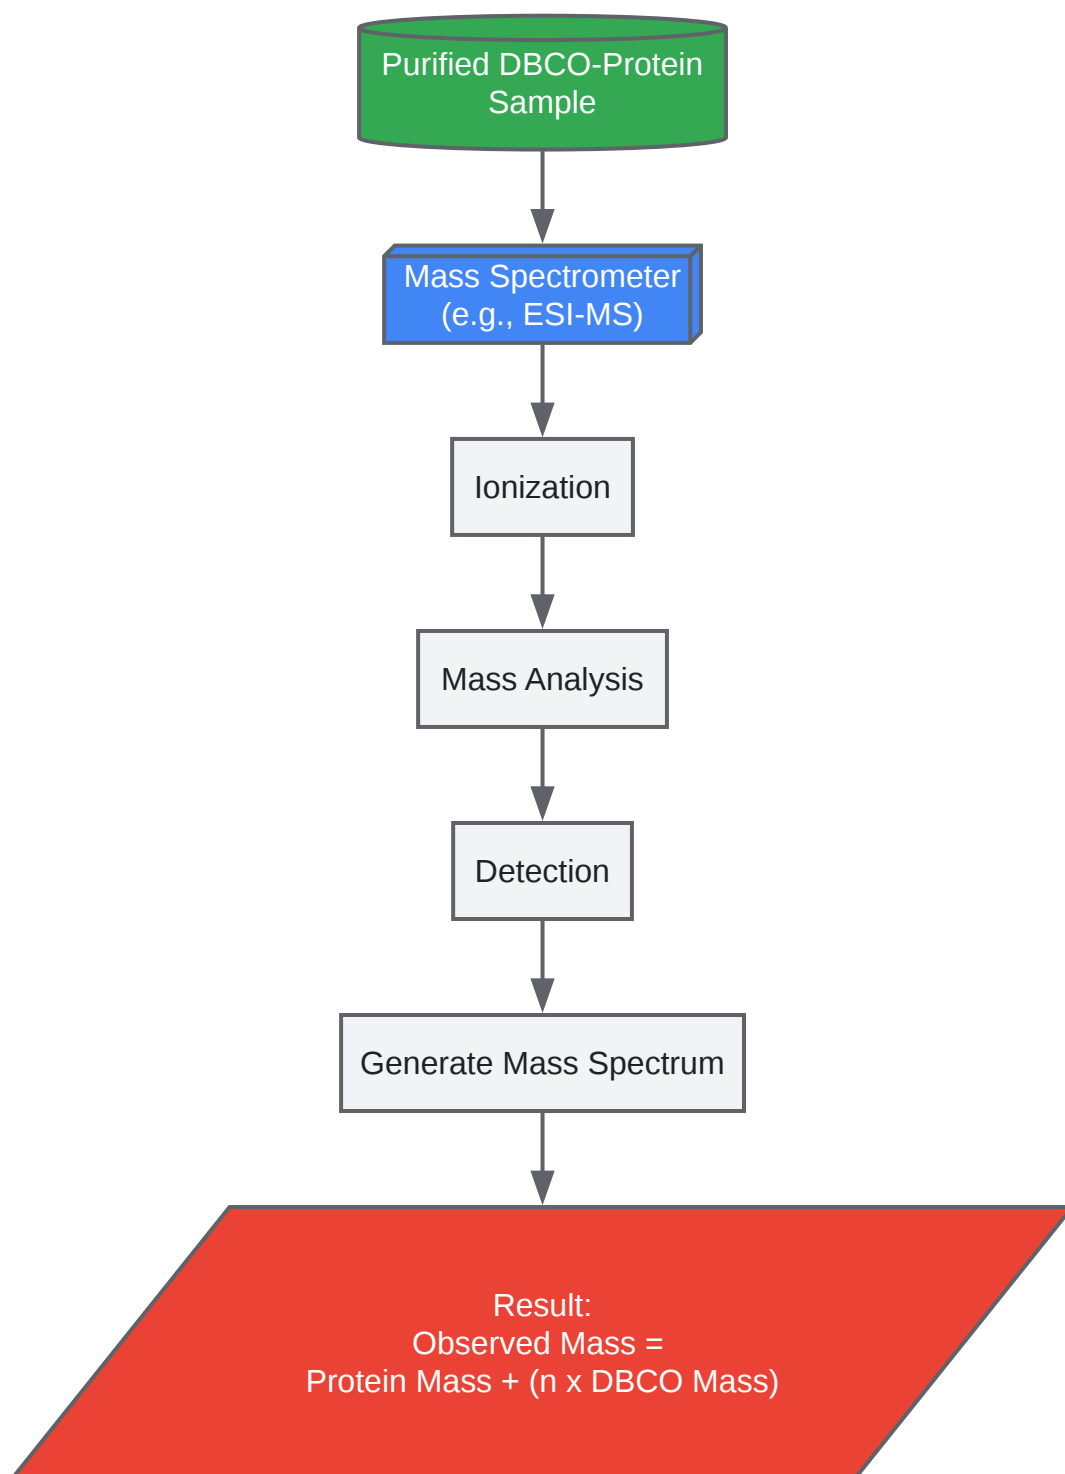 Purified DBCO-Protein
Sample
Mass Spectrometer
(e.g., ESI-MS)
Ionization
Mass Analysis
Detection
Generate Mass Spectrum
Result:
Observed Mass =
Protein Mass + (n x DBCO Mass)